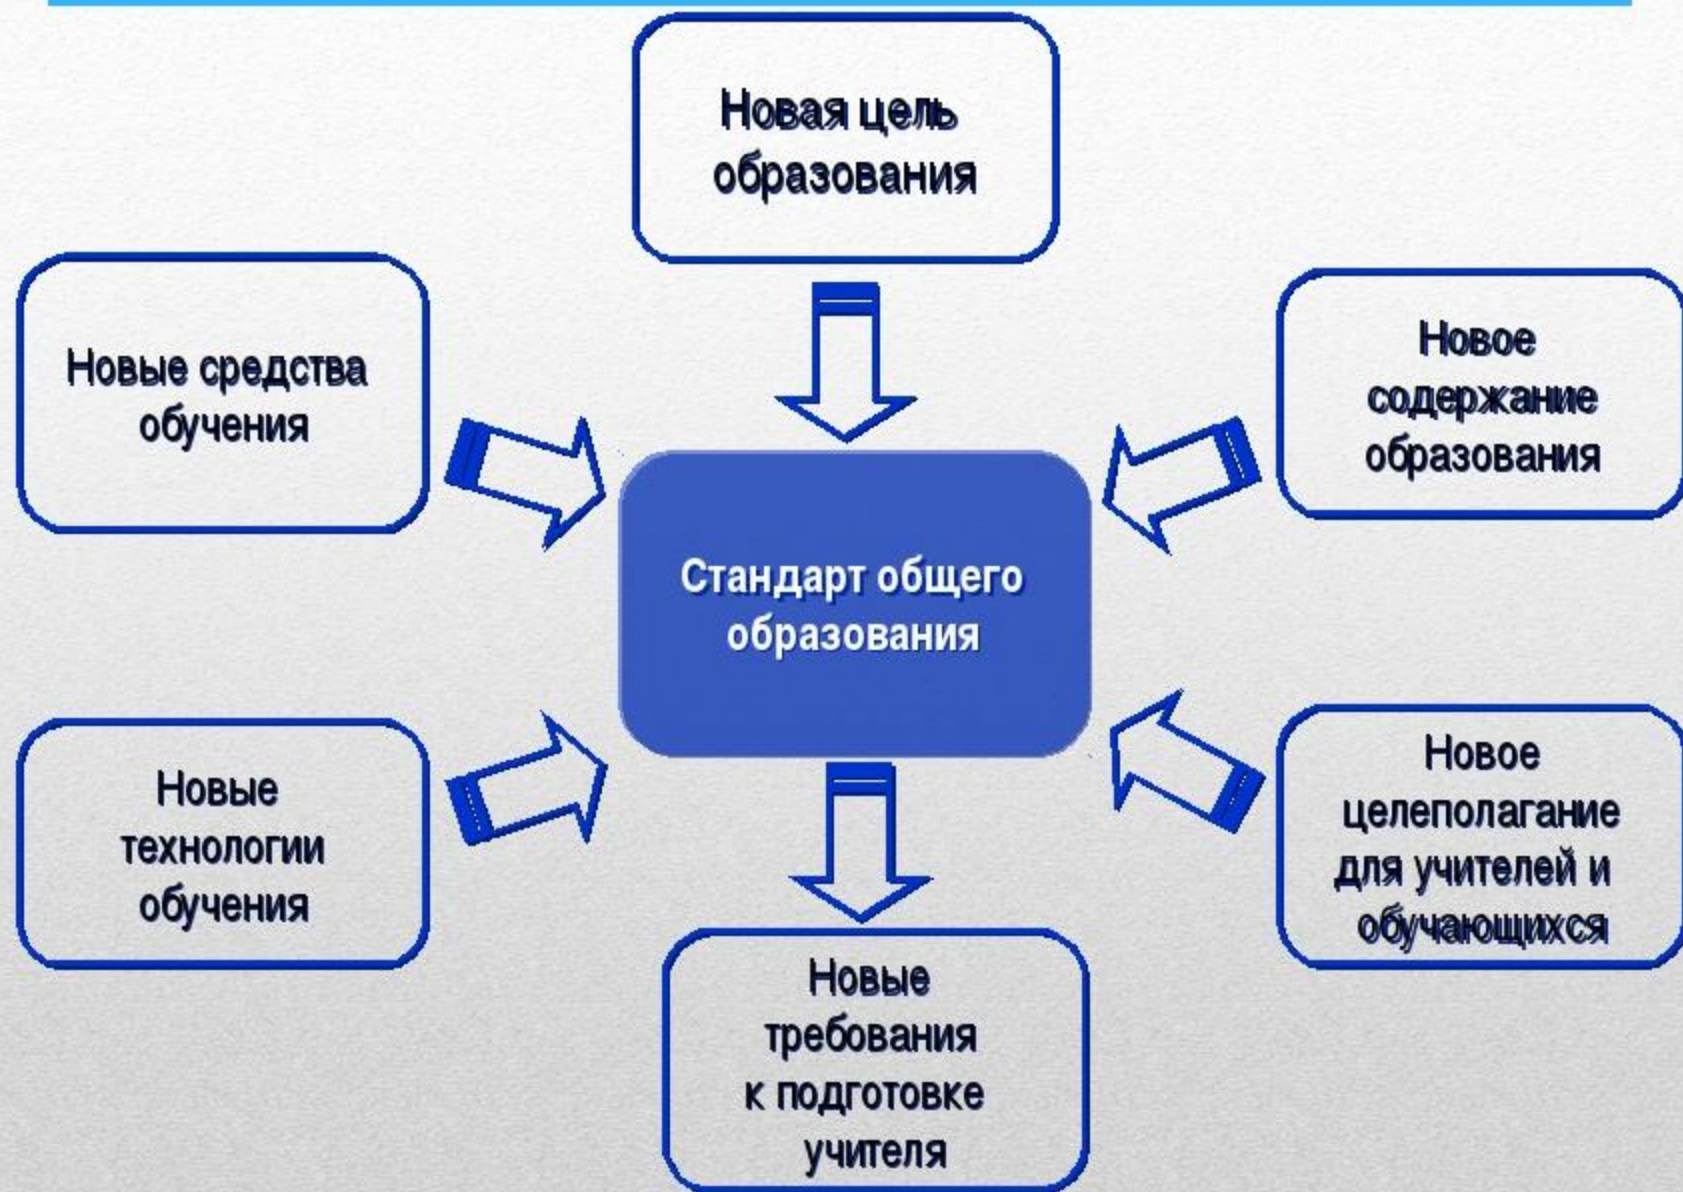 Новая цель
образования
Новые средства
обучения
Новое
содержание
образования
Стандарт общего
образования
Новые
технологии
обучения
Новое
целеполагание
для учителей и
обучающихся
Новые
требования
к подготовке
учителя